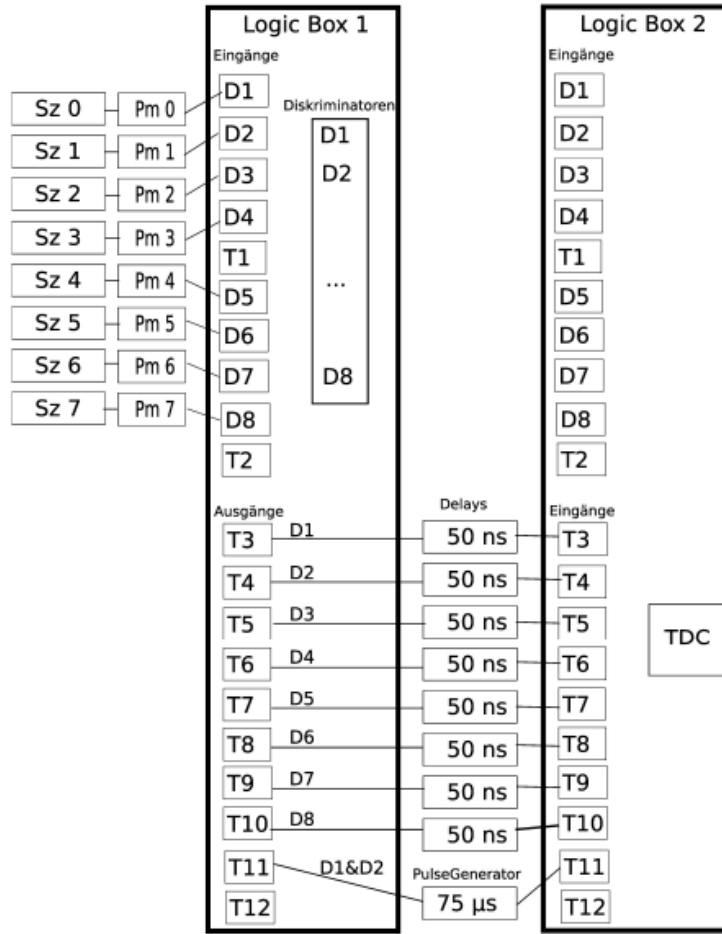 Logic Box 1
Logic Box 2
Eingänge
Eingänge
Sz 0 Pm 0 D1 D1
Diskriminatoren
Sz 1 Pm 1 D2 D1 D2
Sz 2 Pm 2 D3 D2 D3
Sz 3 Pm 3 D4 D4
T1 T1
Sz 4 Pm 4 D5 ... D5
Sz 5 Pm 5 D6 D6
Sz 6 Pm 6 D7 D8 D7
Sz 7 Pm 7 D8 D8
T2 T2
Ausgänge Delays Eingänge
T3 D1 50 ns T3
T4 D2 50 ns T4
T5 D3 50 ns T5
TDC
T6 D4 50 ns T6
T7 D5 50 ns T7
T8 D6 50 ns T8
T9 D7 50 ns T9
T10 D8 50 ns T10
T11 D1&D2 PulseGenerator T11
T12 75 µs T12